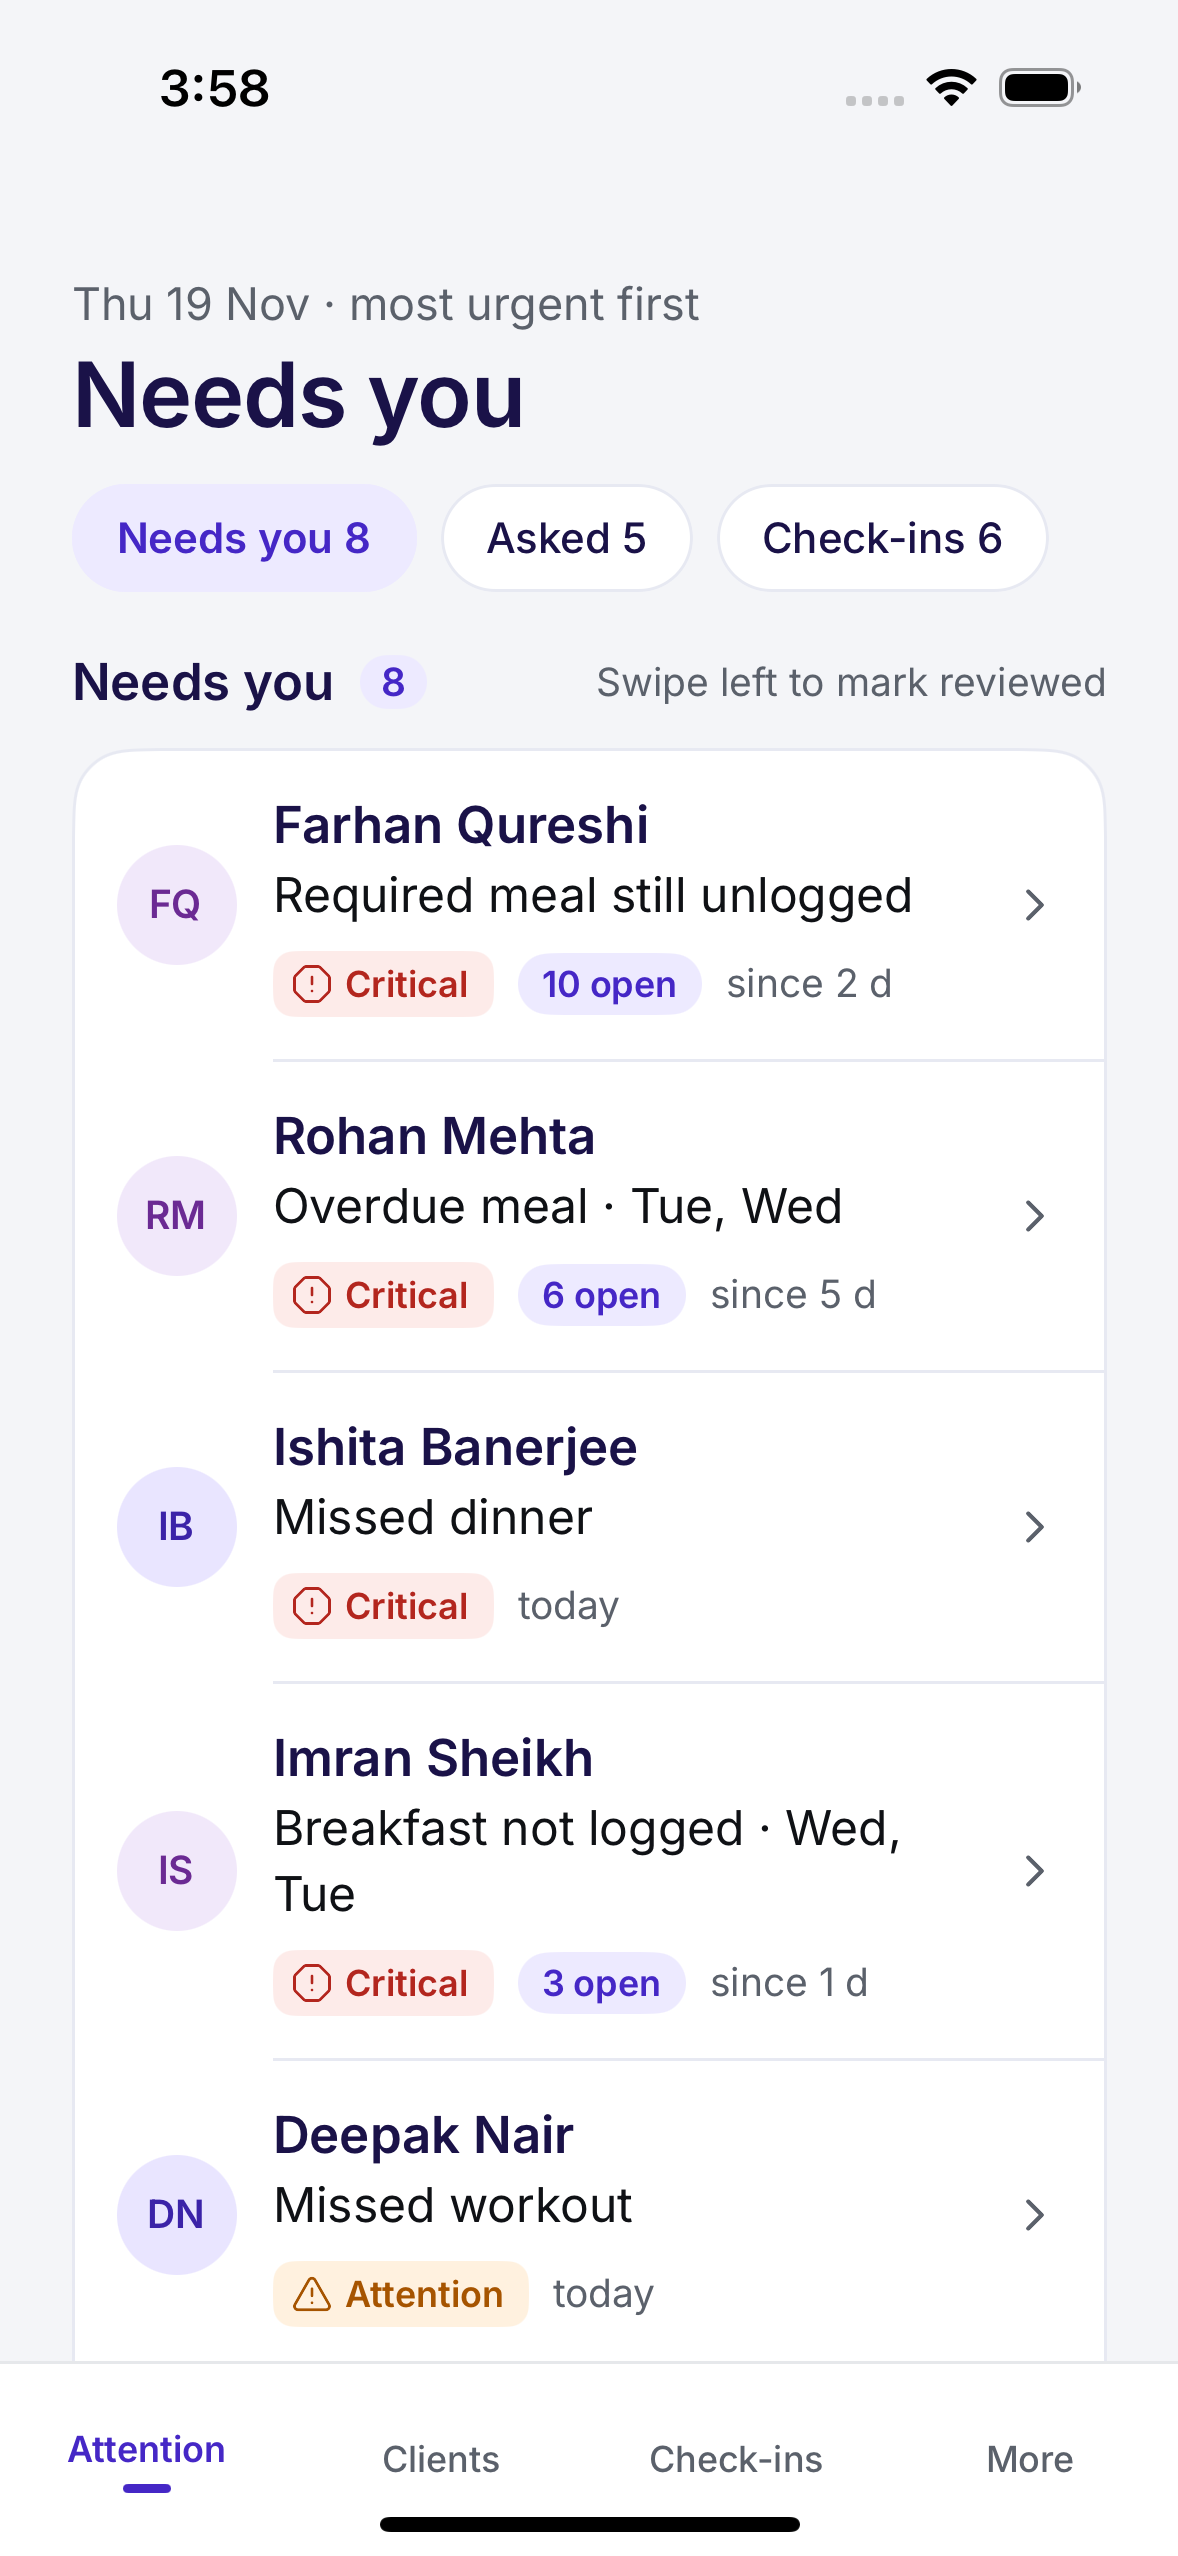 3:58
Thu 19 Nov · most urgent first
Needs you
Needs you 8
Asked 5
Check-ins 6
Needs you 8
Swipe left to mark reviewed
FQ
Farhan Qureshi
Required meal still unlogged
Critical
10 open
since 2 d
RM
Rohan Mehta
Overdue meal · Tue, Wed
Critical
6 open
since 5 d
IB
Ishita Banerjee
Missed dinner
Critical
today
IS
Imran Sheikh
Breakfast not logged · Wed,
Tue
Critical
3 open
since 1 d
DN
Deepak Nair
Missed workout
Attention
today
Attention
Clients
Check-ins
More